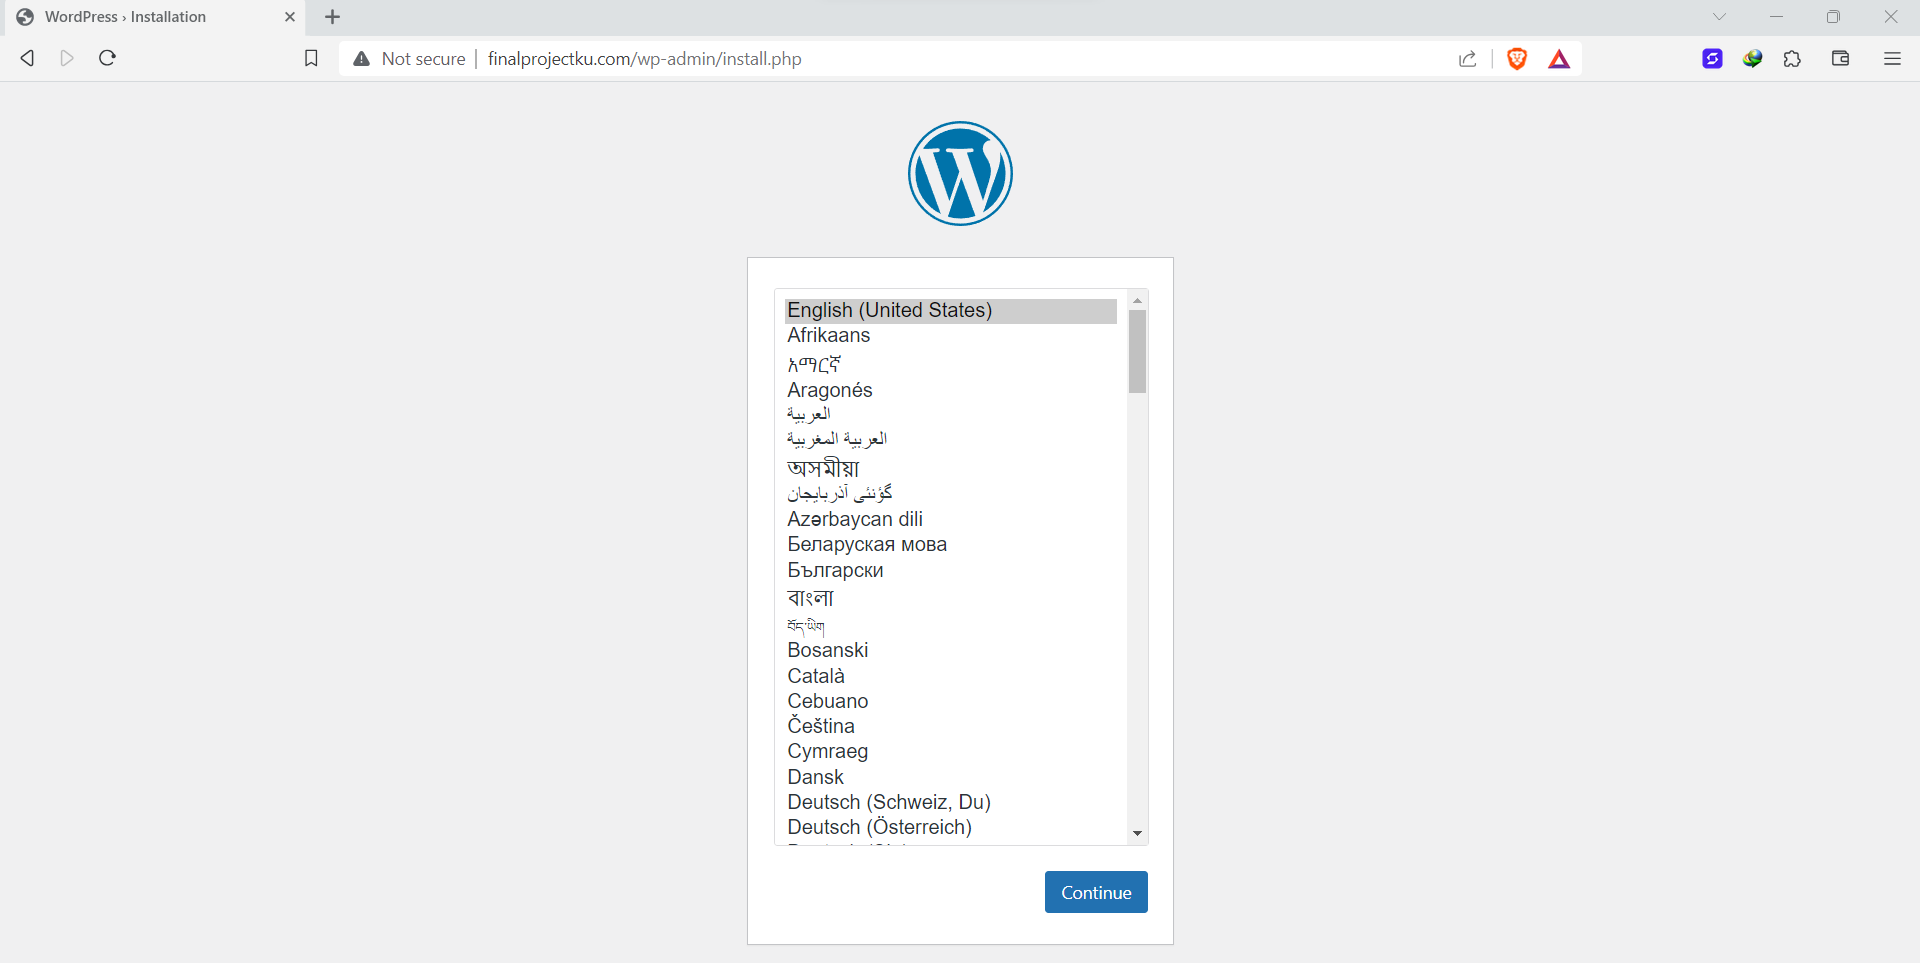 WordPress › Installation
Not secure
finalprojectku.com/wp-admin/install.php
English (United States)
Afrikaans
አማርኛ
Aragonés
العربية
العربية المغربية
অসমীয়া
گؤنئی آذربایجان
Azərbaycan dili
Беларуская мова
Български
বাংলা
བོད་ཡིག
Bosanski
Català
Cebuano
Čeština
Cymraeg
Dansk
Deutsch (Schweiz, Du)
Deutsch (Österreich)
Continue